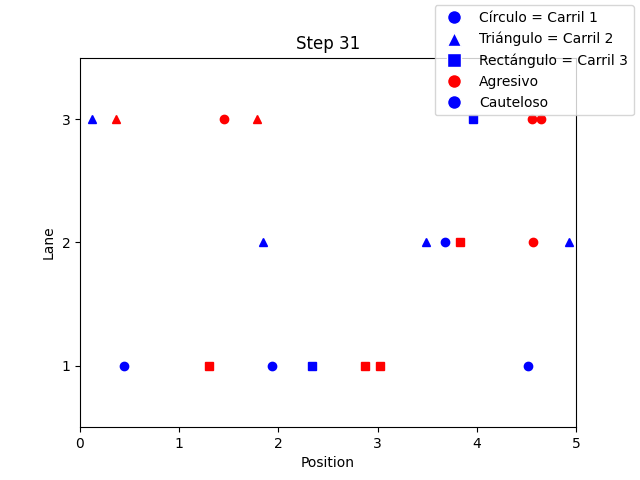 Step 31
Círculo = Carril 1
Triángulo = Carril 2
Rectángulo = Carril 3
Agresivo
Cauteloso
Lane
3
2
1
0 1 2 3 4 5
Position